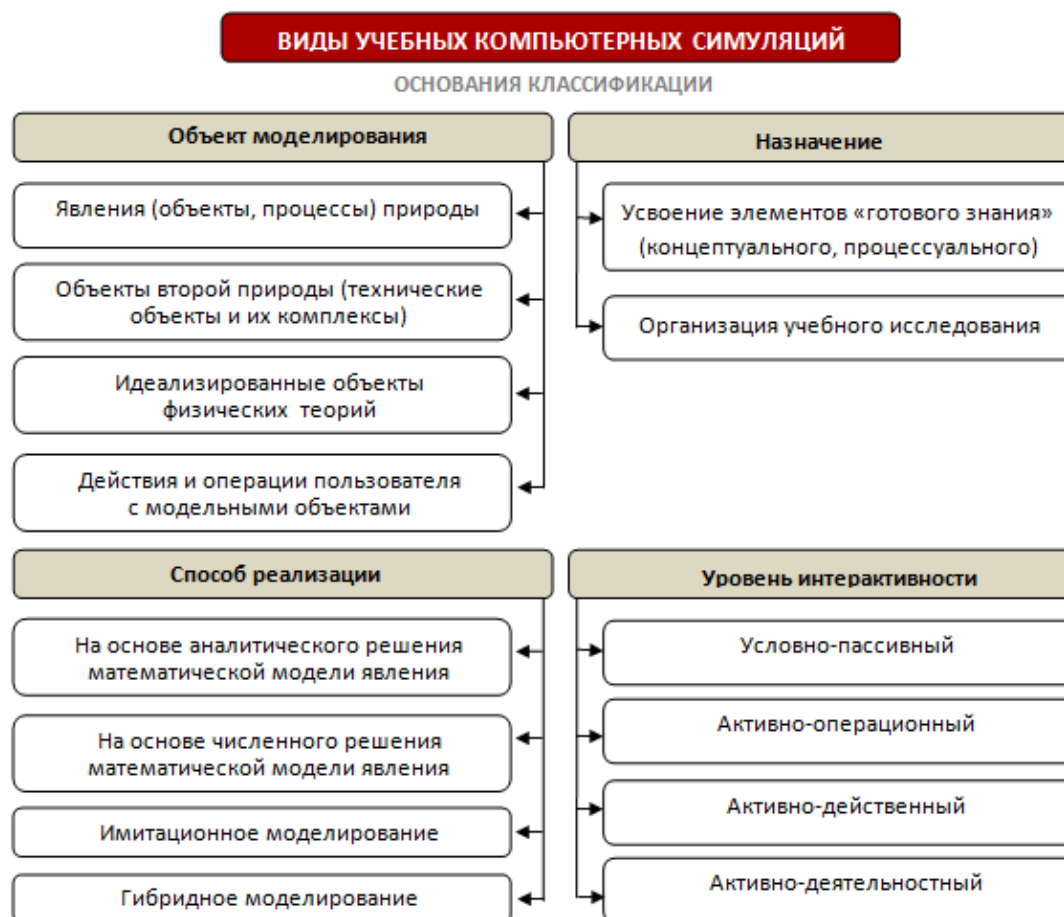 ВИДЫ УЧЕБНЫХ КОМПЬЮТЕРНЫХ СИМУЛЯЦИЙ
ОСНОВАНИЯ КЛАССИФИКАЦИИ
Объект моделирования
Явления (объекты, процессы) природы
Объекты второй природы (технические
объекты и их комплексы)
Идеализированные объекты
физических теорий
Действия и операции пользователя
с модельными объектами
Назначение
Усвоение элементов «готового знания»
(концептуального, процессуального)
Организация учебного исследования
Способ реализации
На основе аналитического решения
математической модели явления
На основе численного решения
математической модели явления
Имитационное моделирование
Гибридное моделирование
Уровень интерактивности
Условно-пассивный
Активно-операционный
Активно-действенный
Активно-деятельностный